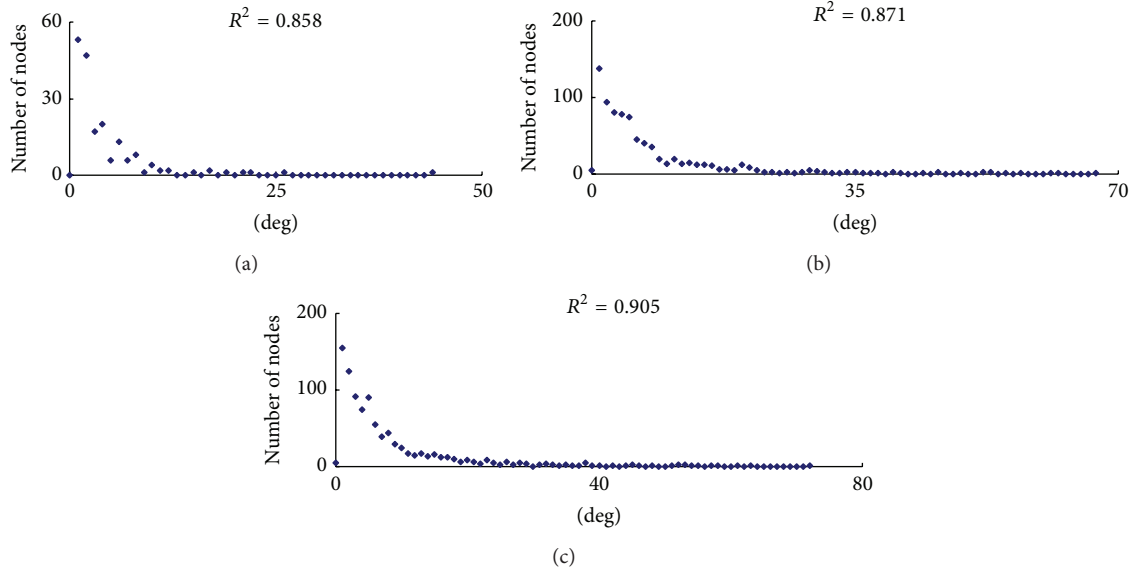 R² = 0.858
60
30
0
Number of nodes
0
25
50
(deg)
(a)
R² = 0.871
200
100
0
Number of nodes
0
35
70
(deg)
(b)
R² = 0.905
200
100
0
Number of nodes
0
40
80
(deg)
(c)